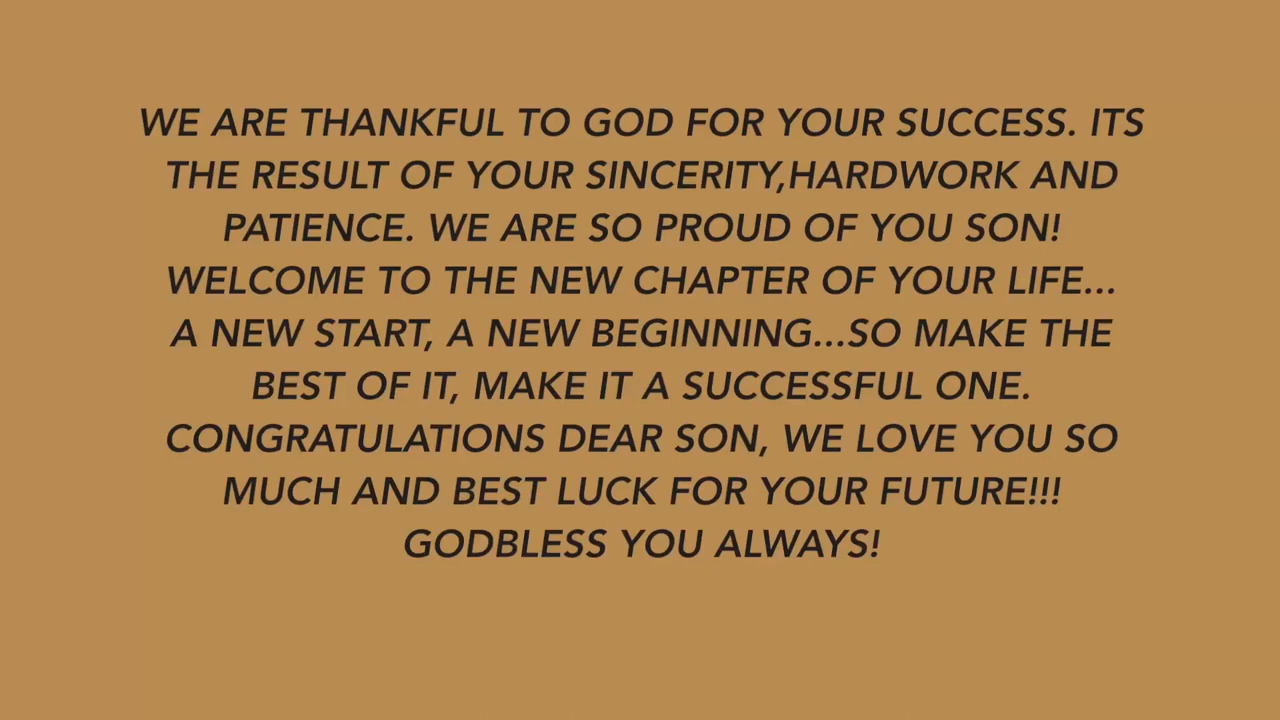 WE ARE THANKFUL TO GOD FOR YOUR SUCCESS. ITS
THE RESULT OF YOUR SINCERITY,HARDWORK AND
PATIENCE. WE ARE SO PROUD OF YOU SON!
WELCOME TO THE NEW CHAPTER OF YOUR LIFE...
A NEW START, A NEW BEGINNING...SO MAKE THE
BEST OF IT, MAKE IT A SUCCESSFUL ONE.
CONGRATULATIONS DEAR SON, WE LOVE YOU SO
MUCH AND BEST LUCK FOR YOUR FUTURE!!!
GODBLESS YOU ALWAYS!